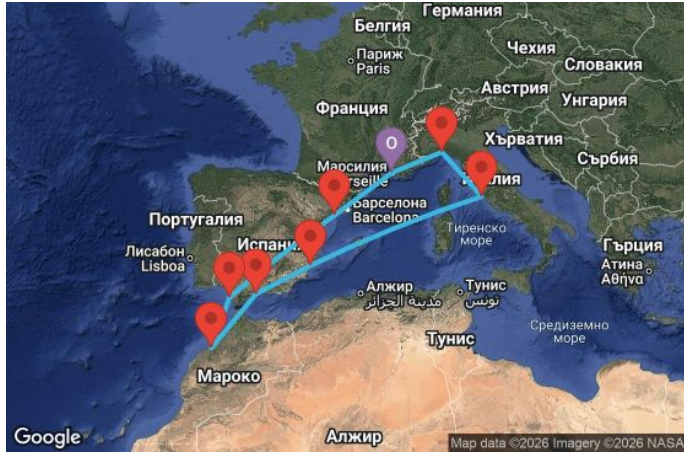 Германия
Белгия
Париж
Paris
Чехия
Словакия
Австрия
Унгария
Франция
Хърватия
Сърбия
Марсилия
O
Барселона
Barcelona
Португалия
Испания
Лисабон
Lisboa
Тиренско
море
Гърция
Атина
Αθήνα
Алжир
مدينة الجزائر
Тунис
تونس
Тунис
Средиземно
море
Мароко
Алжир
Google
Map data ©2026 Imagery ©2026 NASA